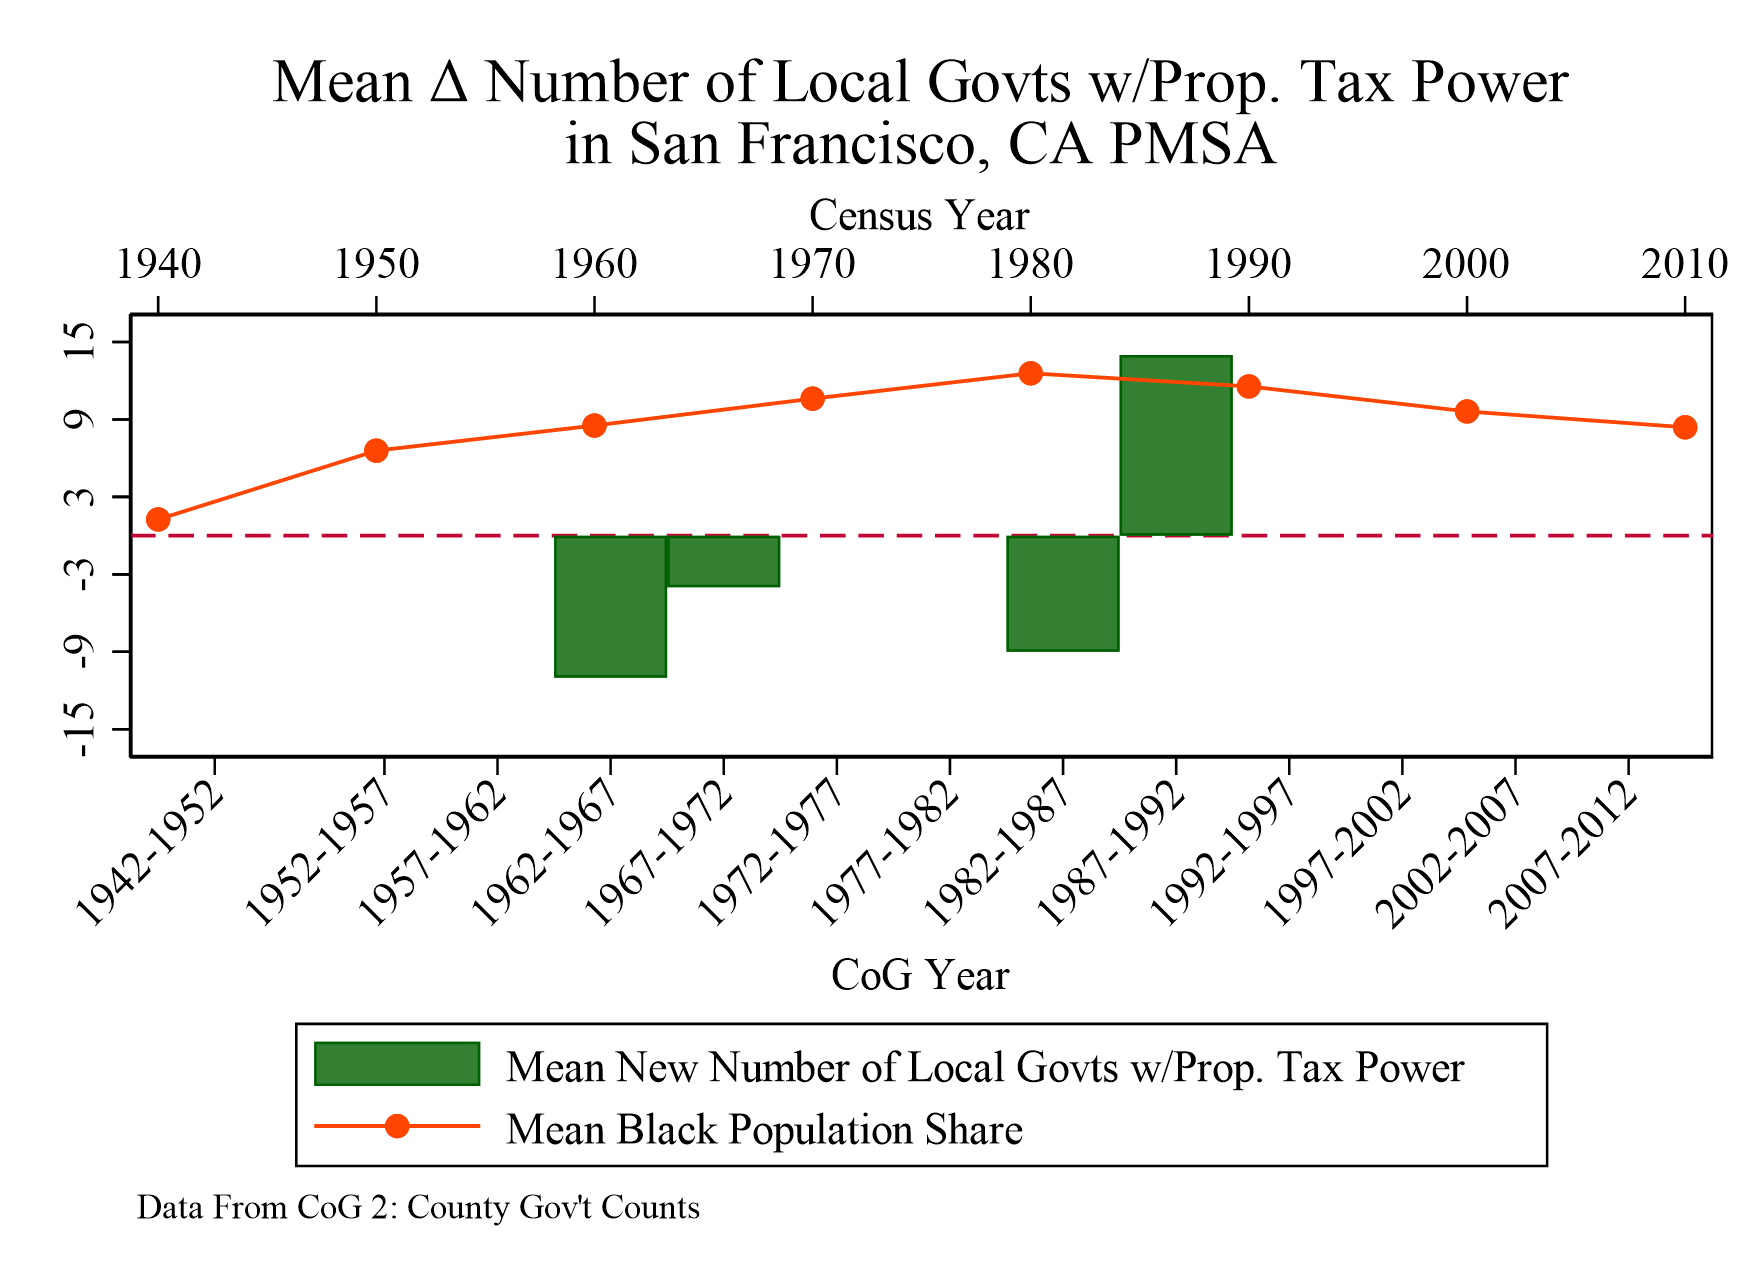 Mean Δ Number of Local Govts w/Prop. Tax Power
in San Francisco, CA PMSA
Census Year
1940 1950 1960 1970 1980 1990 2000 2010
15
9
3
-3
-9
-15
1942-1952 1952-1957 1957-1962 1962-1967 1967-1972 1972-1977 1977-1982 1982-1987 1987-1992 1992-1997 1997-2002 2002-2007 2007-2012
CoG Year
Mean New Number of Local Govts w/Prop. Tax Power
Mean Black Population Share
Data From CoG 2: County Gov't Counts